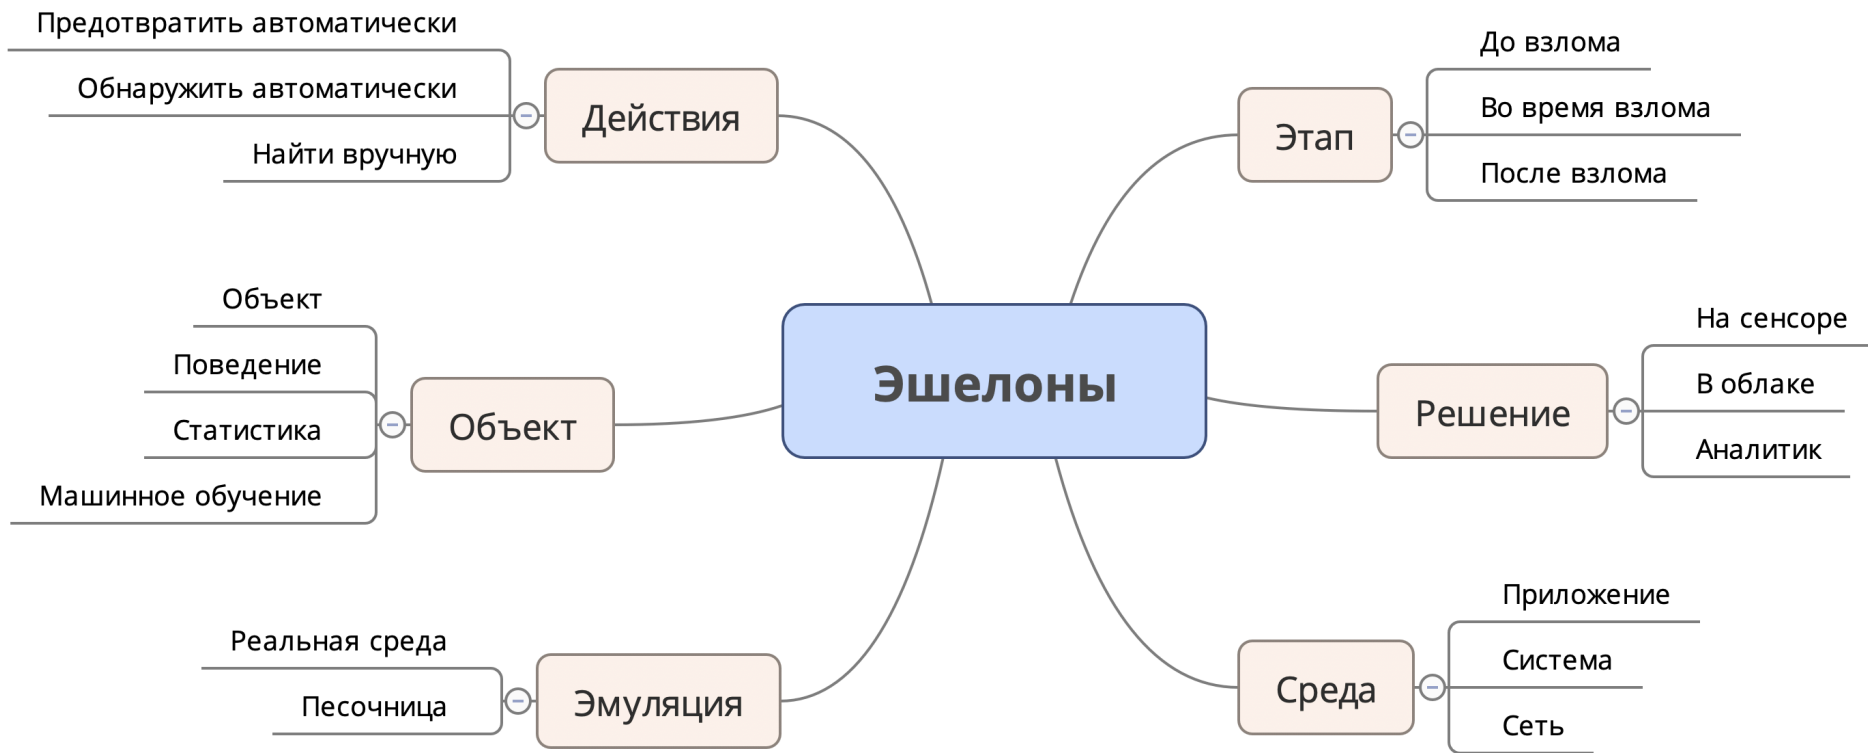 Предотвратить автоматически
Обнаружить автоматически
Найти вручную
Действия
Объект
Поведение
Статистика
Машинное обучение
Объект
Реальная среда
Песочница
Эмуляция
Эшелоны
Этап
До взлома
Во время взлома
После взлома
Решение
На сенсоре
В облаке
Аналитик
Среда
Приложение
Система
Сеть